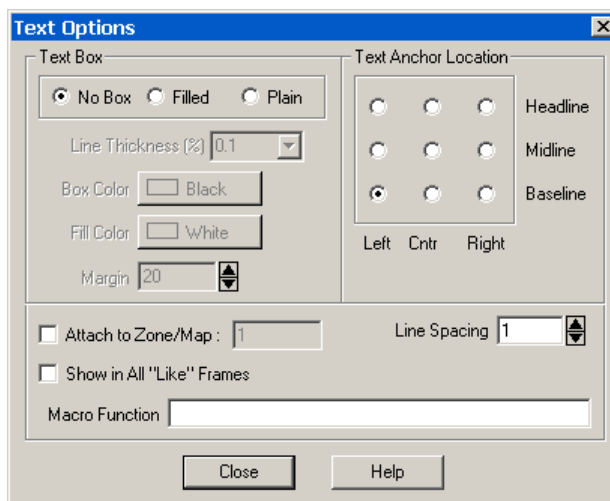 Text Options
Text Box
No Box Filled Plain
Line Thickness (%) 0.1
Box Color Black
Fill Color White
Margin 20
Text Anchor Location
Headline
Midline
Baseline
Left Cntr Right
Attach to Zone/Map : 1
Line Spacing 1
Show in All "Like" Frames
Macro Function
Close Help